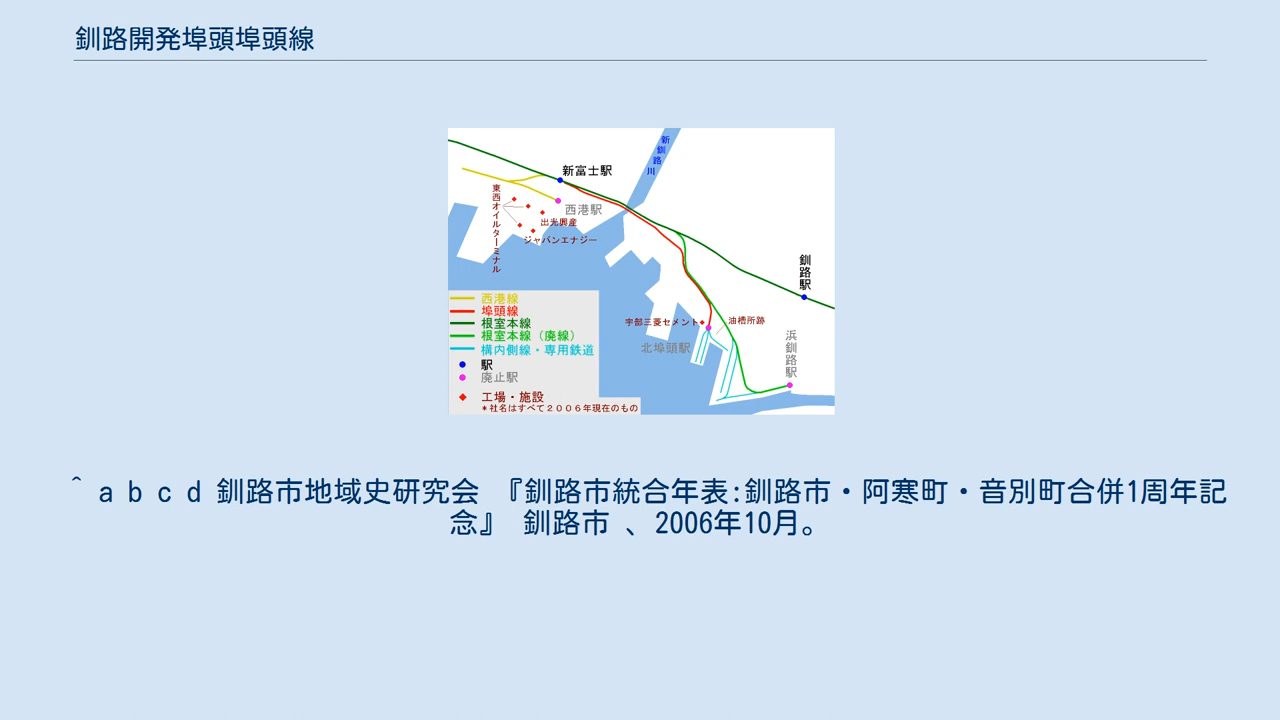 釧路開発埠頭埠頭線
新釧路川
新富士駅
東西オイルターミナル
西港駅
出光興産
ジャパンエナジー
釧路駅
西港線
埠頭線
根室本線
根室本線（廃線）
構内側線・専用鉄道
駅
廃止駅
工場・施設
＊社名はすべて２００６年現在のもの
宇部三菱セメント
油槽所跡
北埠頭駅
浜釧路駅
^ a b c d 釧路市地域史研究会 『釧路市統合年表:釧路市・阿寒町・音別町合併1周年記
念』 釧路市 、2006年10月。